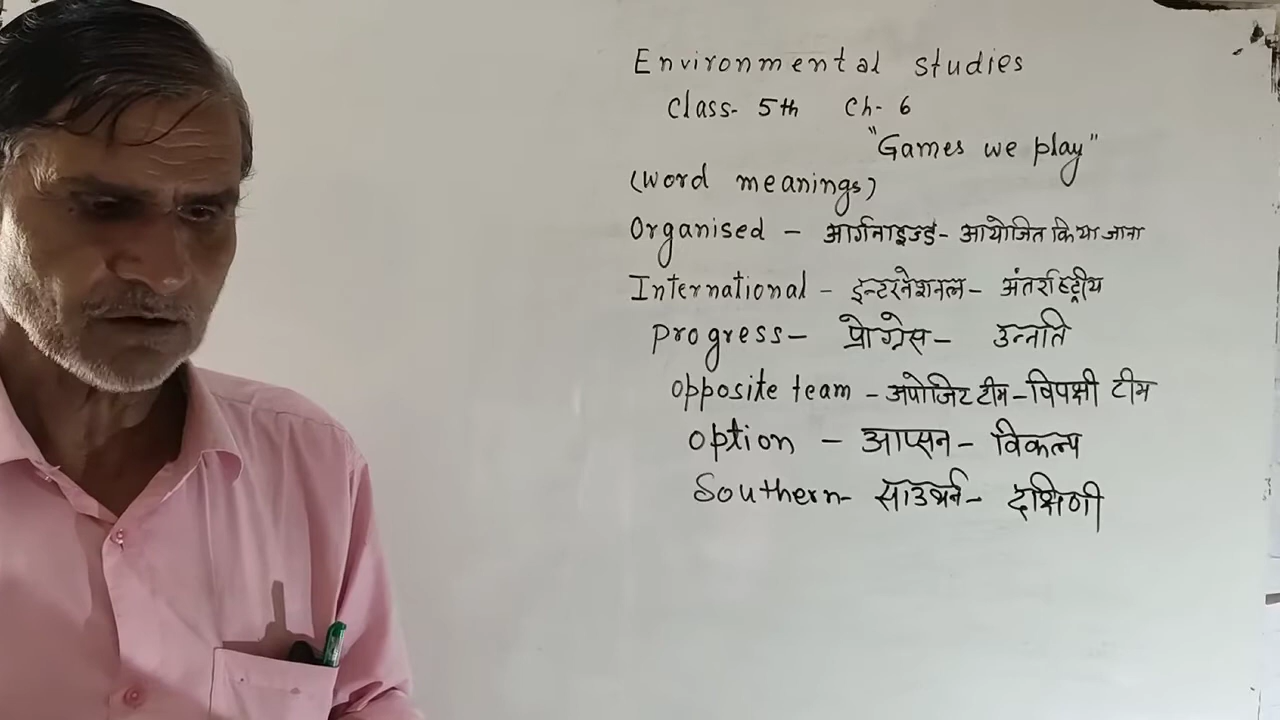 Environmental studies
Class- 5th Ch- 6
"Games we play"
(Word meanings)
Organised - आर्गनाइज्ड - आयोजित किया जाना
International - इन्टरनेशनल - अंतर्राष्ट्रीय
Progress - प्रोग्रेस - उन्नति
Opposite team - अपोजिट टीम - विपक्षी टीम
Option - आप्सन - विकल्प
Southern - साउथर्न - दक्षिणी